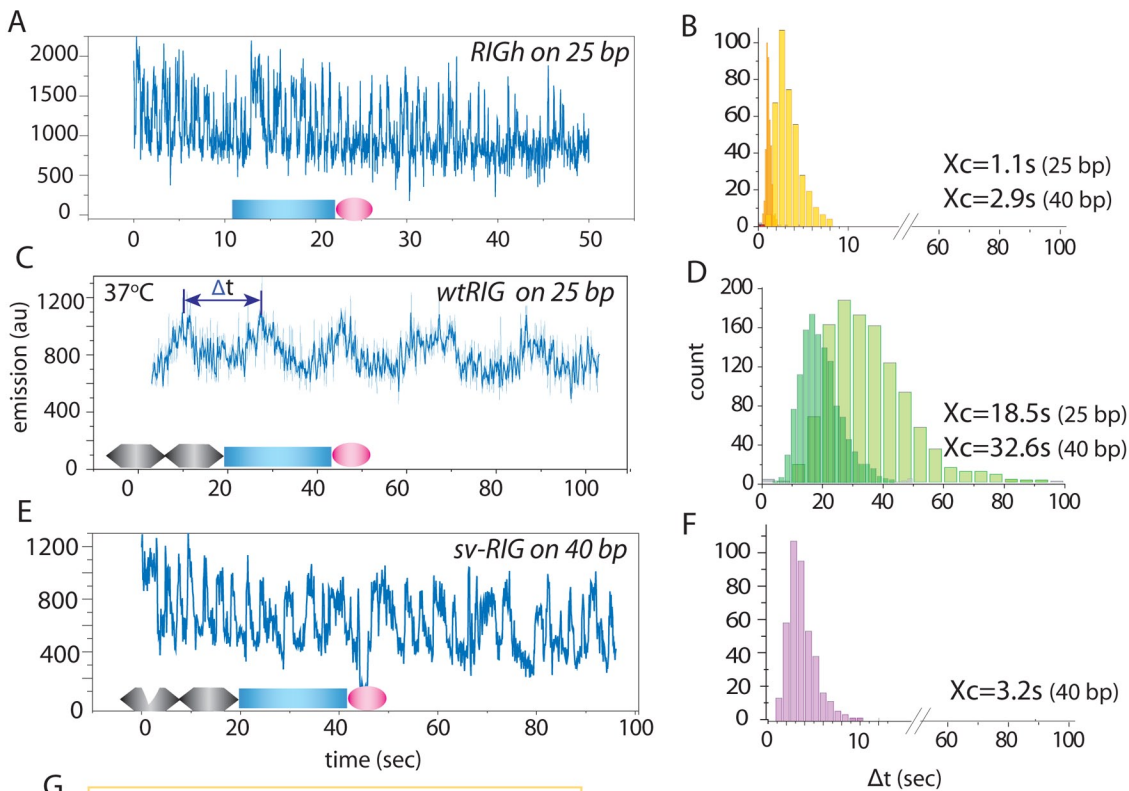 A
RIGh on 25 bp
2000
1500
1000
500
0
0 10 20 30 40 50
B
100
80
60
40
20
0
Xc=1.1s (25 bp)
Xc=2.9s (40 bp)
0 10 60 80 100
C
37°C
Δt
wtRIG on 25 bp
1200
800
400
0
emission (au)
0 20 40 60 80 100
D
200
160
120
80
40
0
count
Xc=18.5s (25 bp)
Xc=32.6s (40 bp)
0 20 40 60 80 100
E
sv-RIG on 40 bp
1200
800
400
0
0 20 40 60 80 100
time (sec)
F
100
80
60
40
20
0
Xc=3.2s (40 bp)
0 10 60 80 100
Δt (sec)
G